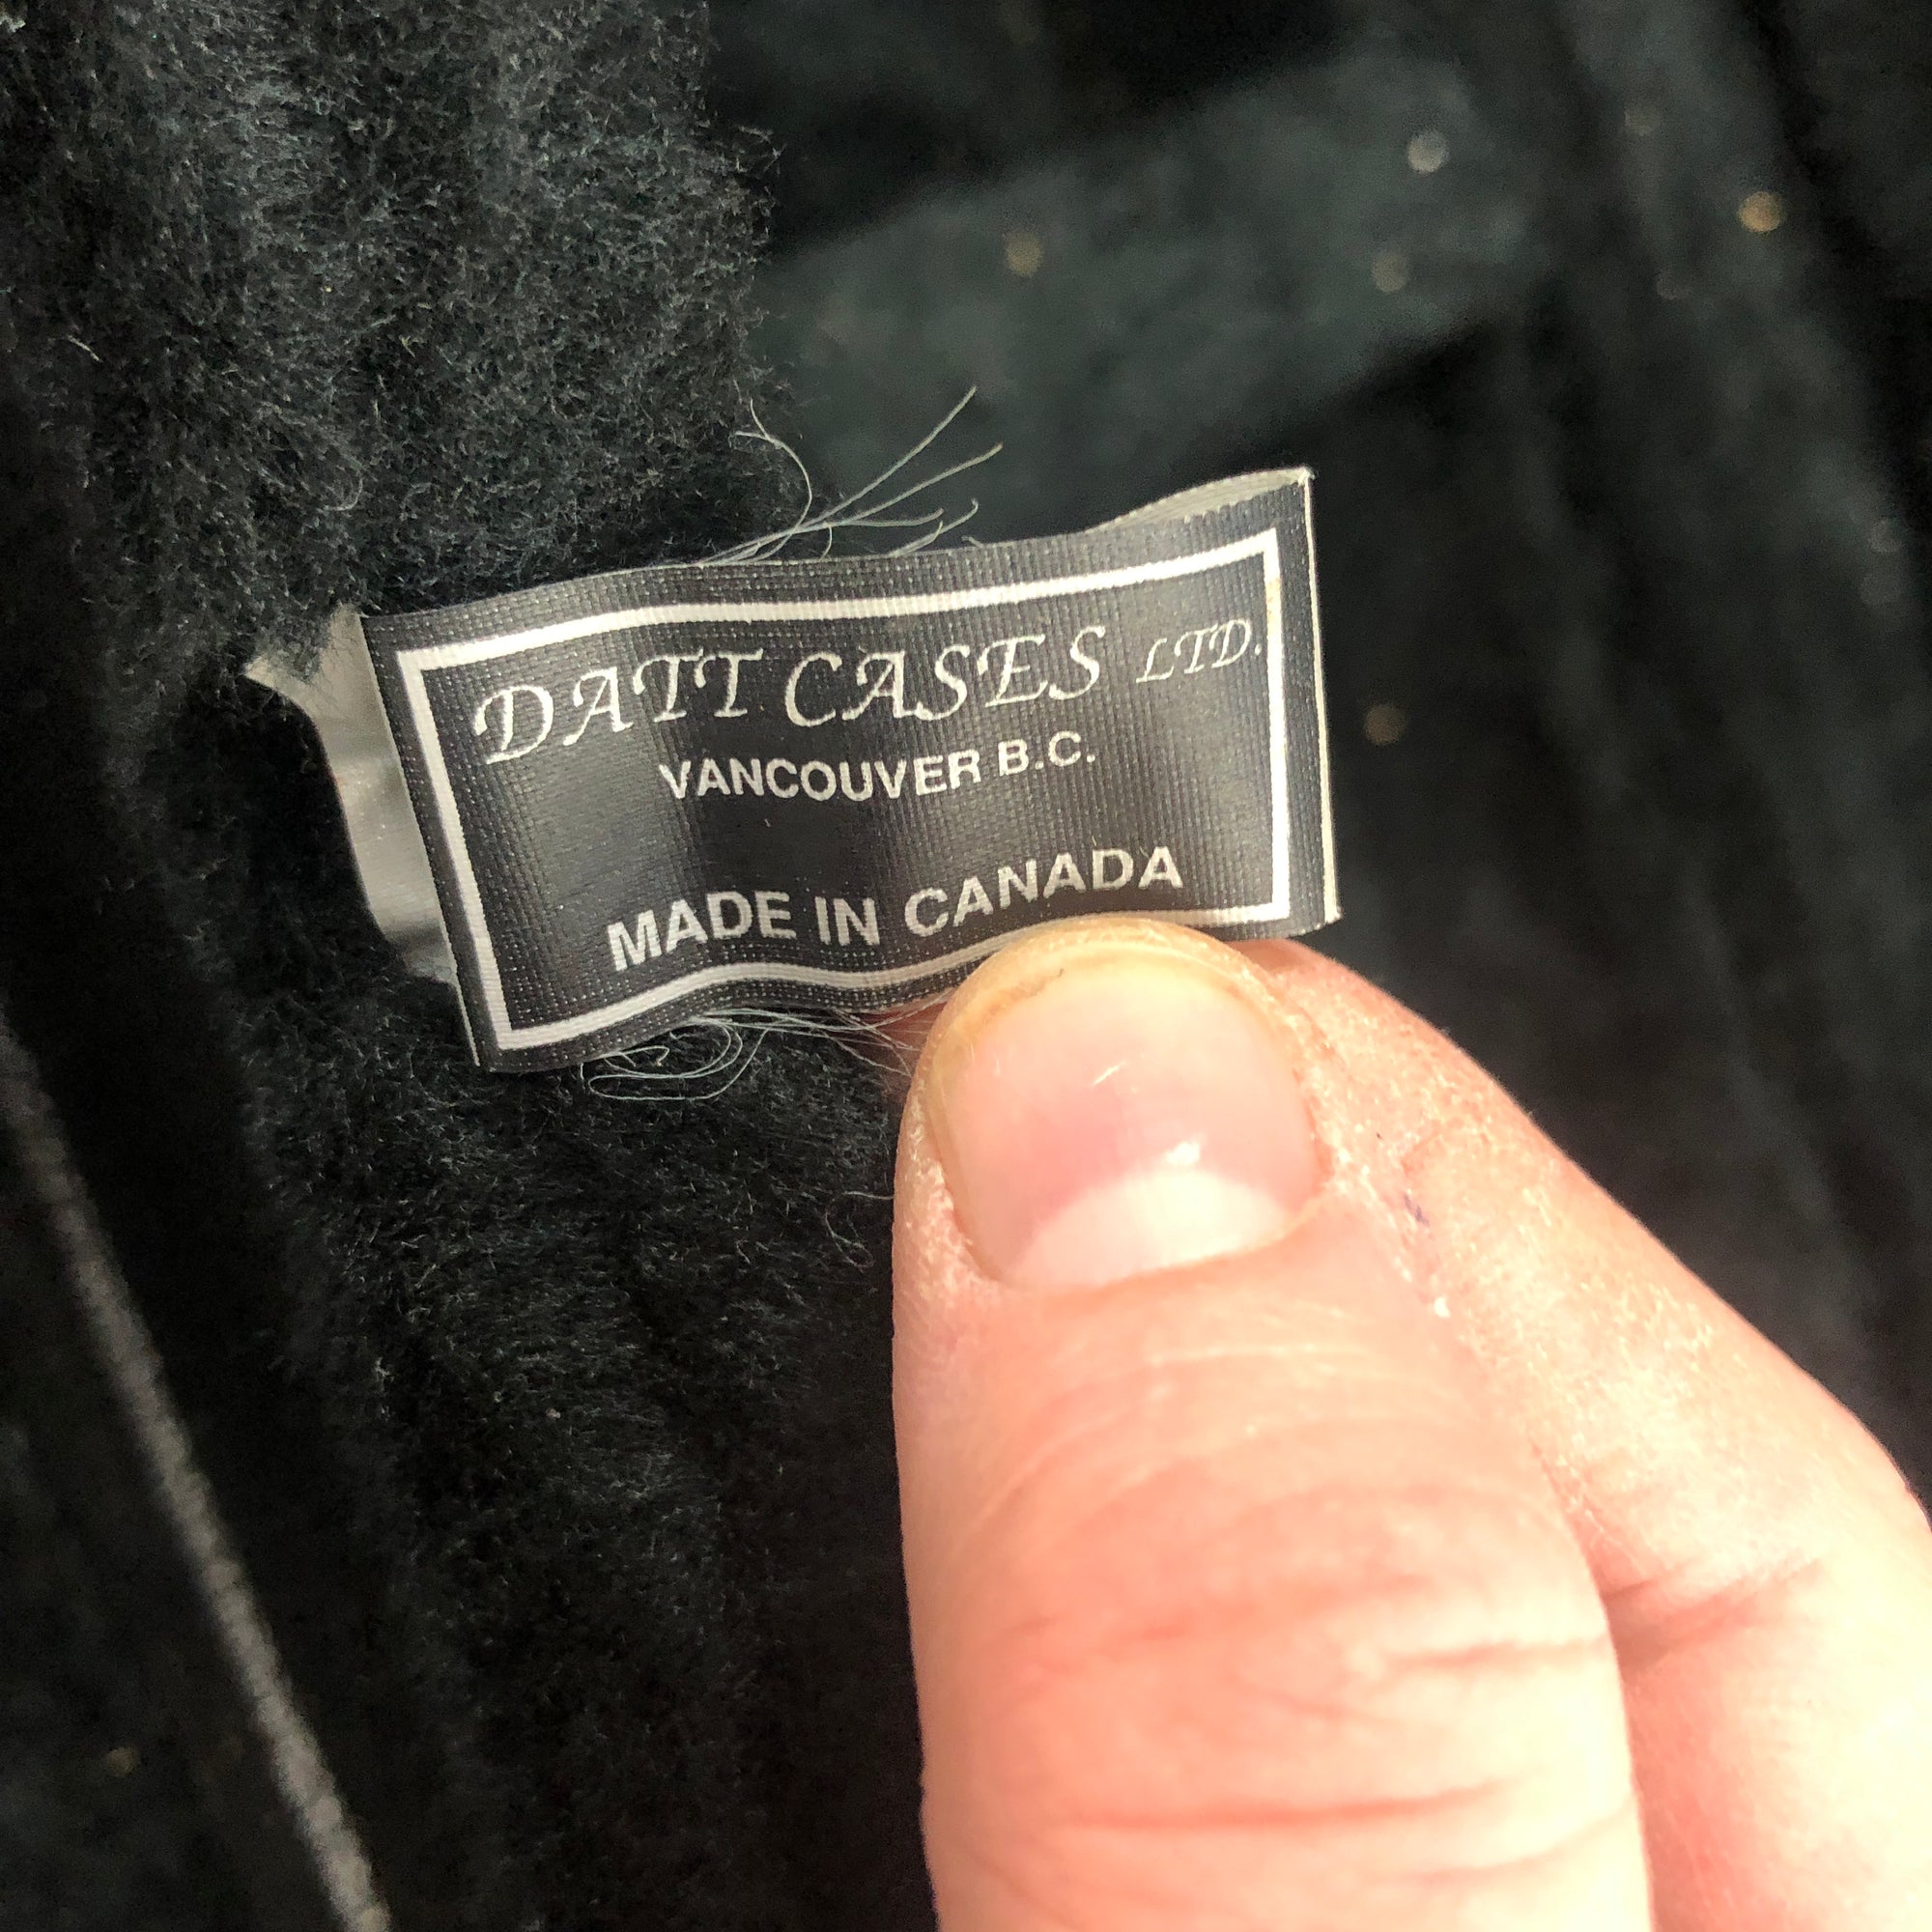 DATT CASES LTD.
VANCOUVER B.C.
MADE IN CANADA